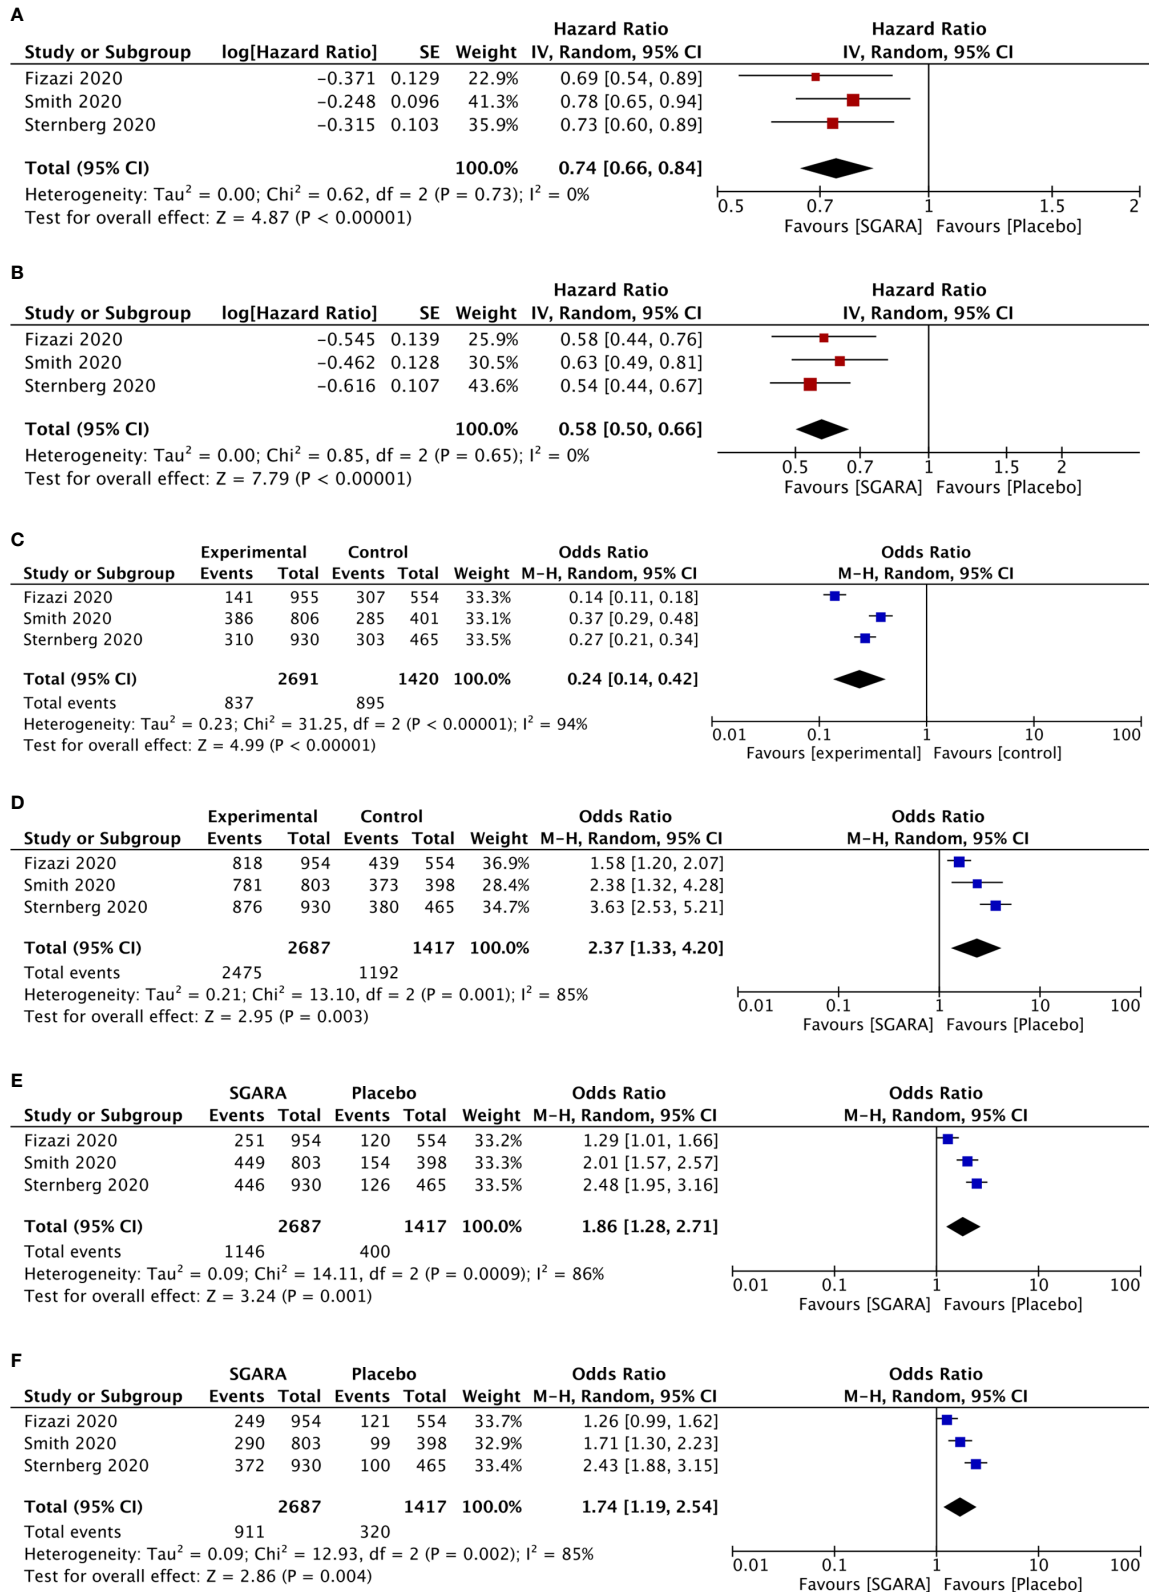 A
Hazard Ratio Hazard Ratio
Study or Subgroup log[Hazard Ratio] SE Weight IV, Random, 95% CI IV, Random, 95% CI
Fizazi 2020 −0.371 0.129 22.9% 0.69 [0.54, 0.89]
Smith 2020 −0.248 0.096 41.3% 0.78 [0.65, 0.94]
Sternberg 2020 −0.315 0.103 35.9% 0.73 [0.60, 0.89]
Total (95% CI) 100.0% 0.74 [0.66, 0.84]
Heterogeneity: Tau² = 0.00; Chi² = 0.62, df = 2 (P = 0.73); I² = 0%
Test for overall effect: Z = 4.87 (P < 0.00001)
0.5 0.7 1 1.5 2
Favours [SGARA] Favours [Placebo]
B
Hazard Ratio Hazard Ratio
Study or Subgroup log[Hazard Ratio] SE Weight IV, Random, 95% CI IV, Random, 95% CI
Fizazi 2020 −0.545 0.139 25.9% 0.58 [0.44, 0.76]
Smith 2020 −0.462 0.128 30.5% 0.63 [0.49, 0.81]
Sternberg 2020 −0.616 0.107 43.6% 0.54 [0.44, 0.67]
Total (95% CI) 100.0% 0.58 [0.50, 0.66]
Heterogeneity: Tau² = 0.00; Chi² = 0.85, df = 2 (P = 0.65); I² = 0%
Test for overall effect: Z = 7.79 (P < 0.00001)
0.5 0.7 1 1.5 2
Favours [SGARA] Favours [Placebo]
C
Experimental Control Odds Ratio Odds Ratio
Study or Subgroup Events Total Events Total Weight M−H, Random, 95% CI M−H, Random, 95% CI
Fizazi 2020 141 955 307 554 33.3% 0.14 [0.11, 0.18]
Smith 2020 386 806 285 401 33.1% 0.37 [0.29, 0.48]
Sternberg 2020 310 930 303 465 33.5% 0.27 [0.21, 0.34]
Total (95% CI) 2691 1420 100.0% 0.24 [0.14, 0.42]
Total events 837 895
Heterogeneity: Tau² = 0.23; Chi² = 31.25, df = 2 (P < 0.00001); I² = 94%
Test for overall effect: Z = 4.99 (P < 0.00001)
0.01 0.1 1 10 100
Favours [experimental] Favours [control]
D
Experimental Control Odds Ratio Odds Ratio
Study or Subgroup Events Total Events Total Weight M−H, Random, 95% CI M−H, Random, 95% CI
Fizazi 2020 818 954 439 554 36.9% 1.58 [1.20, 2.07]
Smith 2020 781 803 373 398 28.4% 2.38 [1.32, 4.28]
Sternberg 2020 876 930 380 465 34.7% 3.63 [2.53, 5.21]
Total (95% CI) 2687 1417 100.0% 2.37 [1.33, 4.20]
Total events 2475 1192
Heterogeneity: Tau² = 0.21; Chi² = 13.10, df = 2 (P = 0.001); I² = 85%
Test for overall effect: Z = 2.95 (P = 0.003)
0.01 0.1 1 10 100
Favours [SGARA] Favours [Placebo]
E
SGARA Placebo Odds Ratio Odds Ratio
Study or Subgroup Events Total Events Total Weight M−H, Random, 95% CI M−H, Random, 95% CI
Fizazi 2020 251 954 120 554 33.2% 1.29 [1.01, 1.66]
Smith 2020 449 803 154 398 33.3% 2.01 [1.57, 2.57]
Sternberg 2020 446 930 126 465 33.5% 2.48 [1.95, 3.16]
Total (95% CI) 2687 1417 100.0% 1.86 [1.28, 2.71]
Total events 1146 400
Heterogeneity: Tau² = 0.09; Chi² = 14.11, df = 2 (P = 0.0009); I² = 86%
Test for overall effect: Z = 3.24 (P = 0.001)
0.01 0.1 1 10 100
Favours [SGARA] Favours [Placebo]
F
SGARA Placebo Odds Ratio Odds Ratio
Study or Subgroup Events Total Events Total Weight M−H, Random, 95% CI M−H, Random, 95% CI
Fizazi 2020 249 954 121 554 33.7% 1.26 [0.99, 1.62]
Smith 2020 290 803 99 398 32.9% 1.71 [1.30, 2.23]
Sternberg 2020 372 930 100 465 33.4% 2.43 [1.88, 3.15]
Total (95% CI) 2687 1417 100.0% 1.74 [1.19, 2.54]
Total events 911 320
Heterogeneity: Tau² = 0.09; Chi² = 12.93, df = 2 (P = 0.002); I² = 85%
Test for overall effect: Z = 2.86 (P = 0.004)
0.01 0.1 1 10 100
Favours [SGARA] Favours [Placebo]